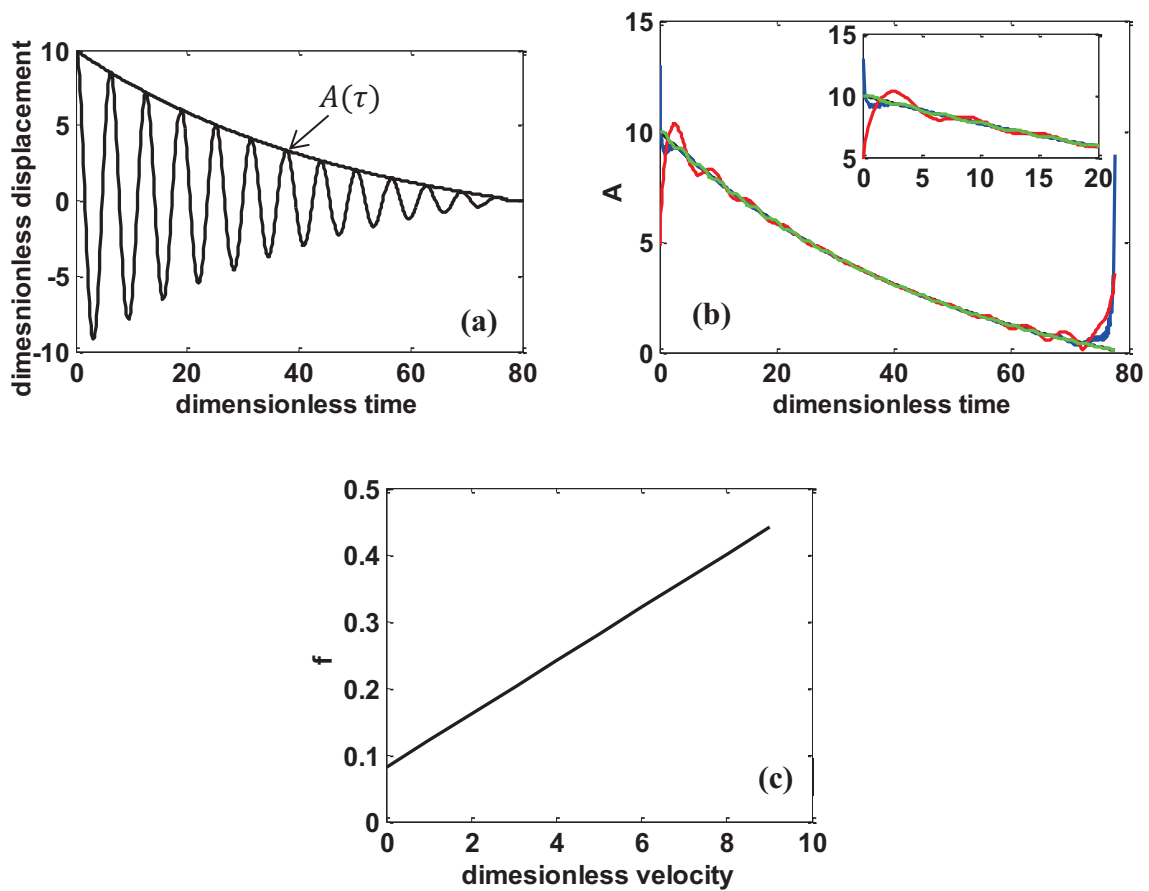 10
5
0
-5
-10
dimesnionless displacement
A(τ)
(a)
0 20 40 60 80
dimensionless time
15
10
5
0
A
15
10
5
0 5 10 15 20
(b)
0 20 40 60 80
dimensionless time
0.5
0.4
0.3
0.2
0.1
0
f
(c)
0 2 4 6 8 10
dimesionless velocity